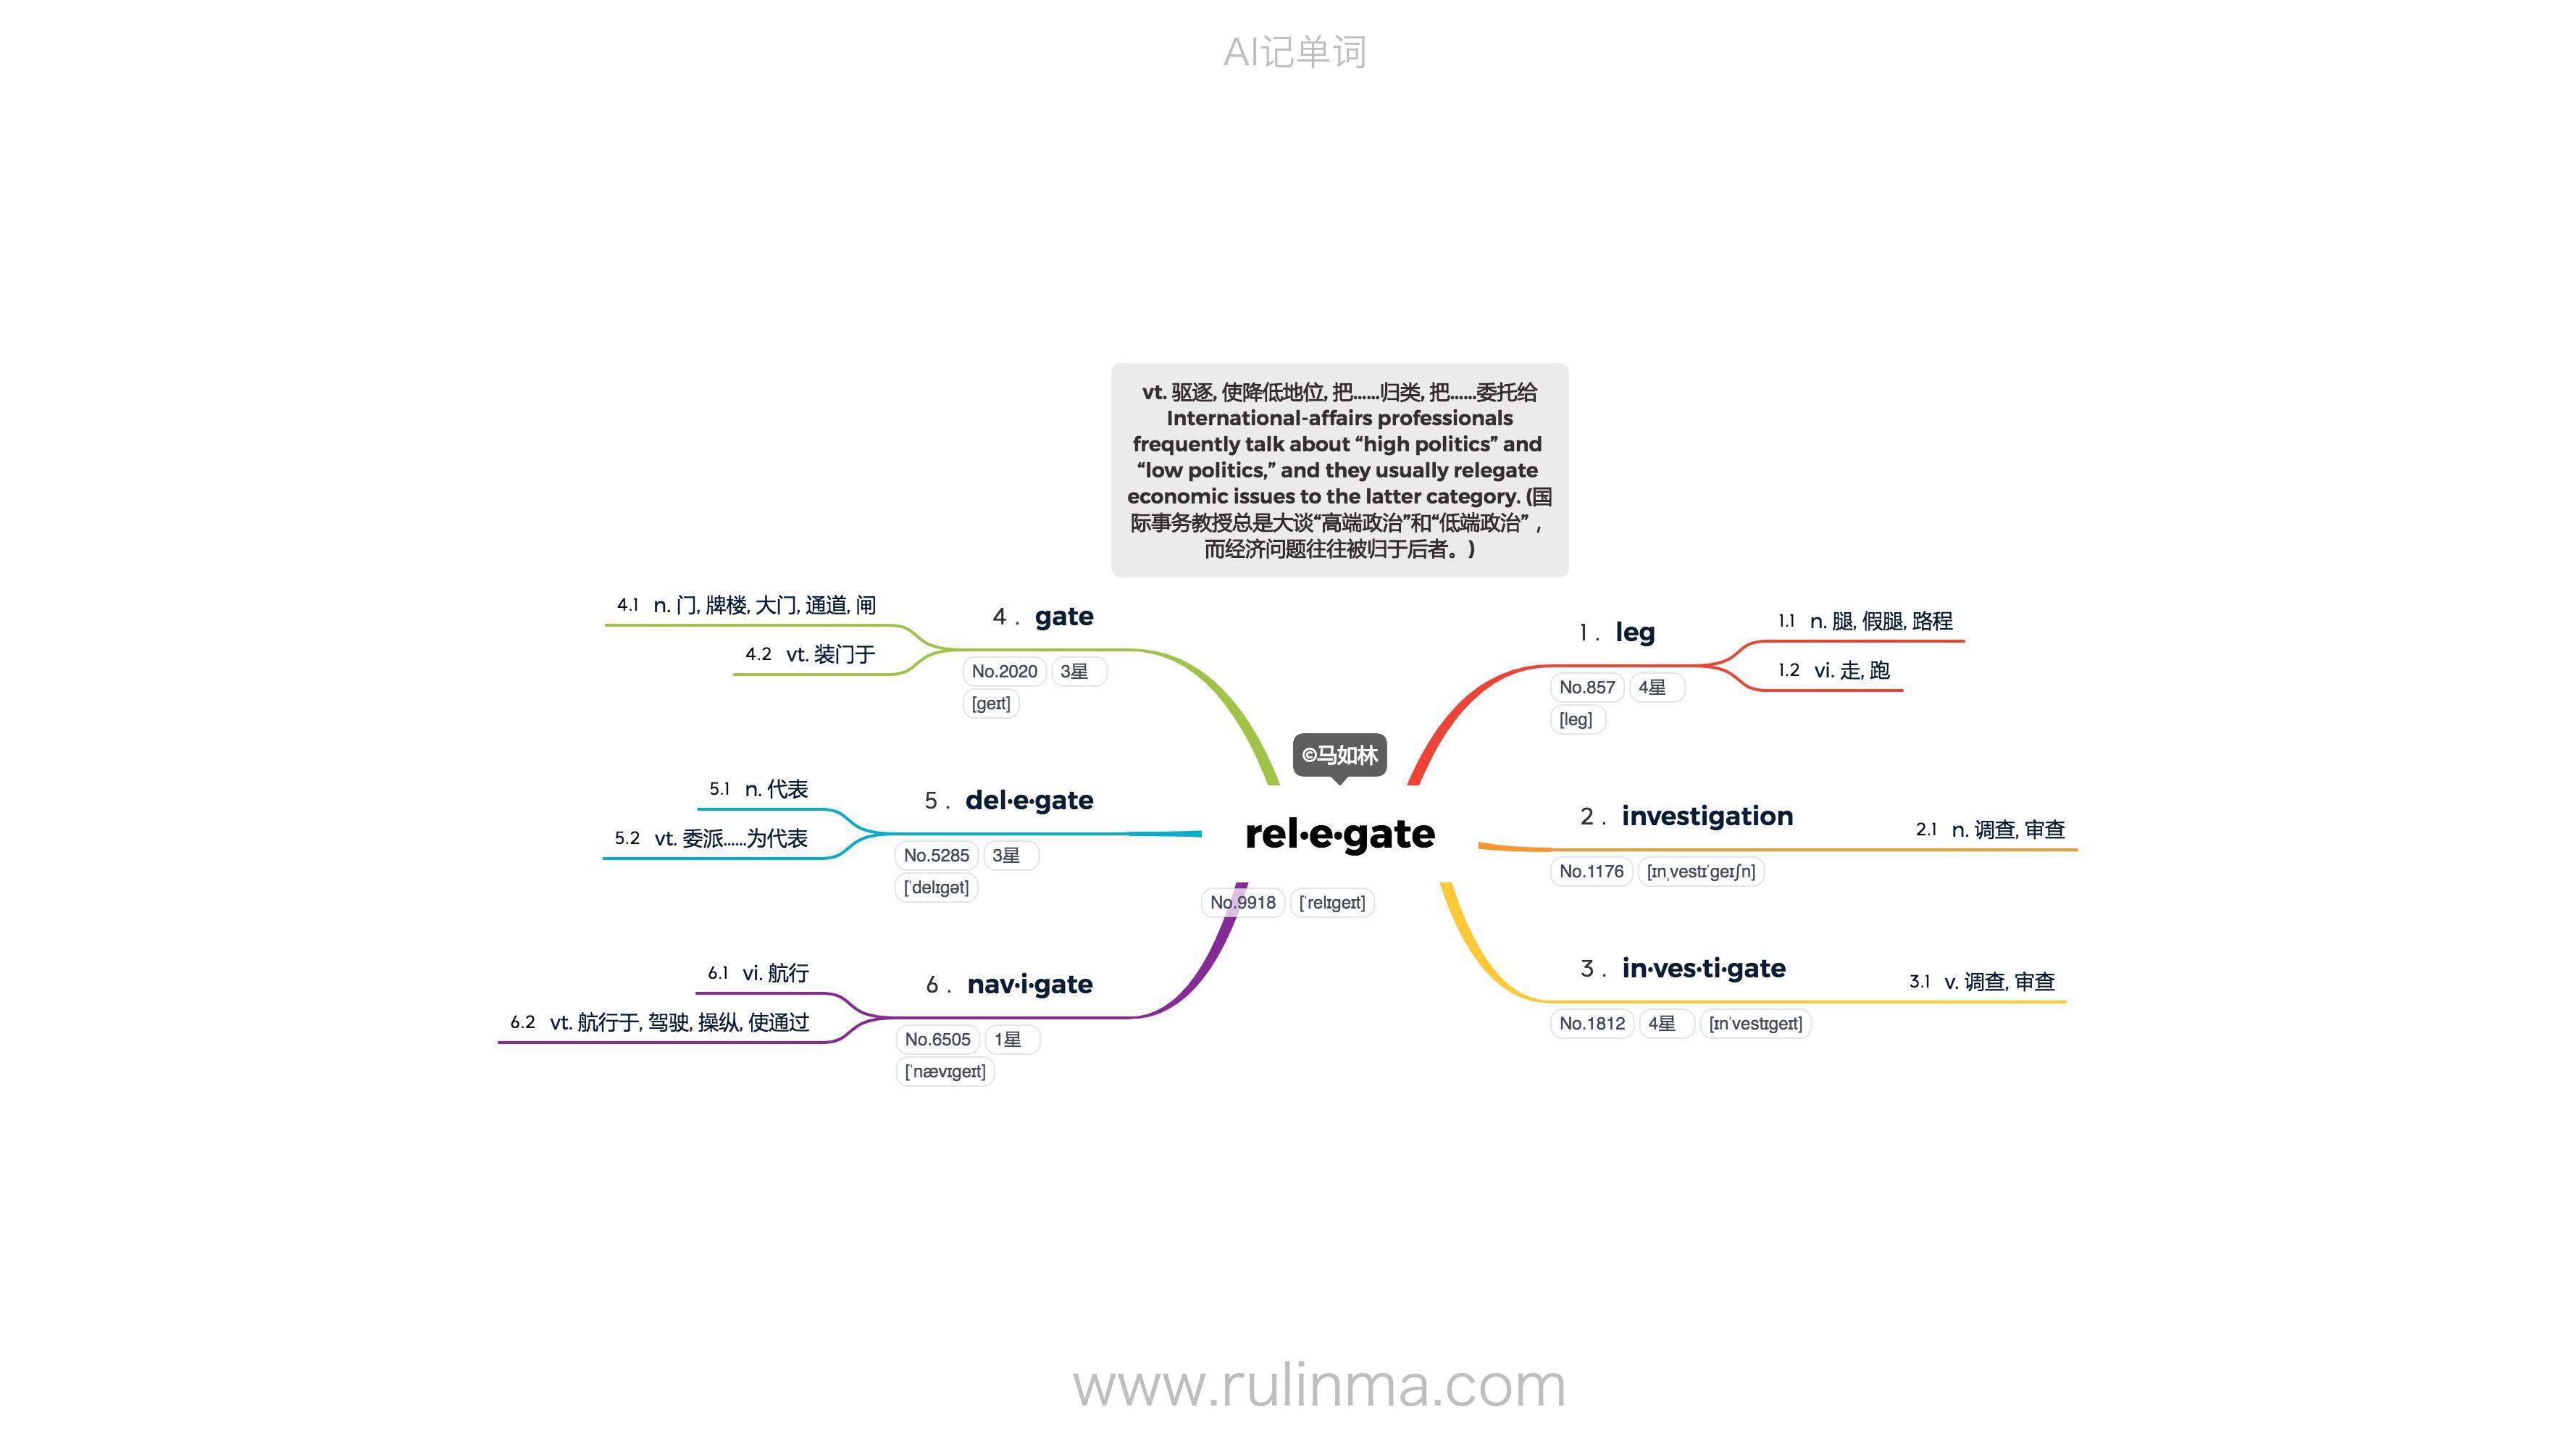 AI记单词
vt. 驱逐, 使降低地位, 把……归类, 把……委托给
International-affairs professionals
frequently talk about “high politics” and
“low politics,” and they usually relegate
economic issues to the latter category. (国
际事务教授总是大谈“高端政治”和“低端政治”，
而经济问题往往被归于后者。)
©马如林
rel·e·gate
No.9918 [ˈrelɪgeɪt]
1. leg
No.857 4星
[leg]
1.1 n. 腿, 假腿, 路程
1.2 vi. 走, 跑
2. investigation
No.1176 [ɪnˌvestɪˈgeɪʃn]
2.1 n. 调查, 审查
3. in·ves·ti·gate
No.1812 4星 [ɪnˈvestɪgeɪt]
3.1 v. 调查, 审查
4. gate
No.2020 3星
[geɪt]
4.1 n. 门, 牌楼, 大门, 通道, 闸
4.2 vt. 装门于
5. del·e·gate
No.5285 3星
[ˈdelɪgət]
5.1 n. 代表
5.2 vt. 委派……为代表
6. nav·i·gate
No.6505 1星
[ˈnævɪgeɪt]
6.1 vi. 航行
6.2 vt. 航行于, 驾驶, 操纵, 使通过
www.rulinma.com